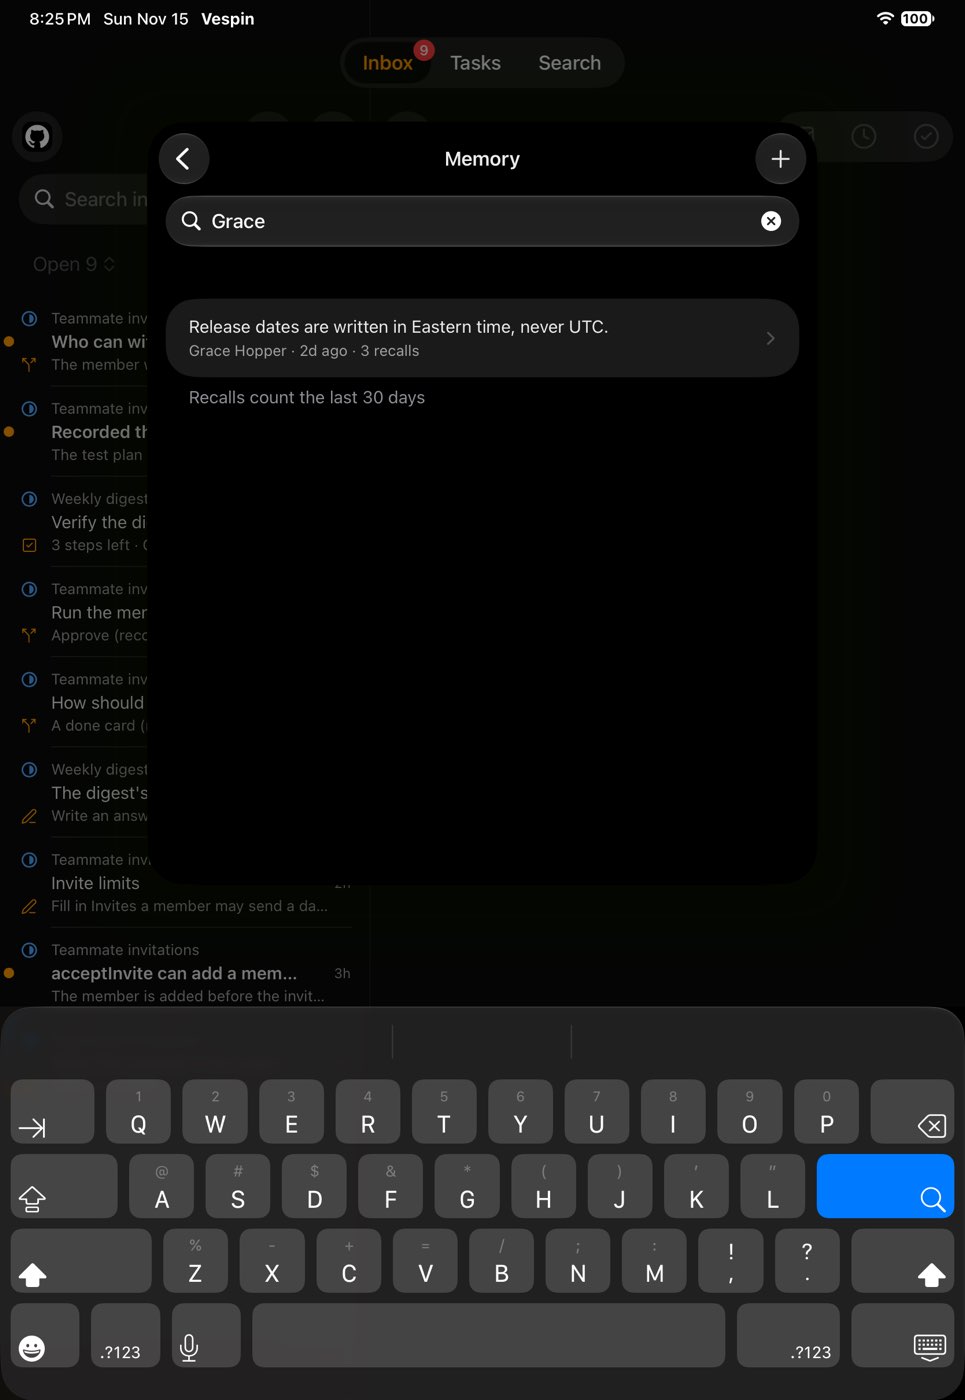 8:25 PM Sun Nov 15 Vespin
100
Inbox 9 Tasks Search
Memory
Search in
Grace
Open 9
Release dates are written in Eastern time, never UTC.
Grace Hopper · 2d ago · 3 recalls
Recalls count the last 30 days
Teammate inv
Who can wi
The member
Teammate inv
Recorded th
The test plan
Weekly digest
Verify the di
3 steps left ·
Teammate inv
Run the mer
Approve (reco
Teammate inv
How should
A done card (
Weekly digest
The digest's
Write an answ
Teammate invi
Invite limits 2h
Fill in Invites a member may send a da...
Teammate invitations
acceptInvite can add a mem... 3h
The member is added before the invit...
1 2 3 4 5 6 7 8 9 0
Q W E R T Y U I O P
@ # $ & * ( ) ' "
A S D F G H J K L
% - + = / ; : ! ?
Z X C V B N M , .
.?123 .?123